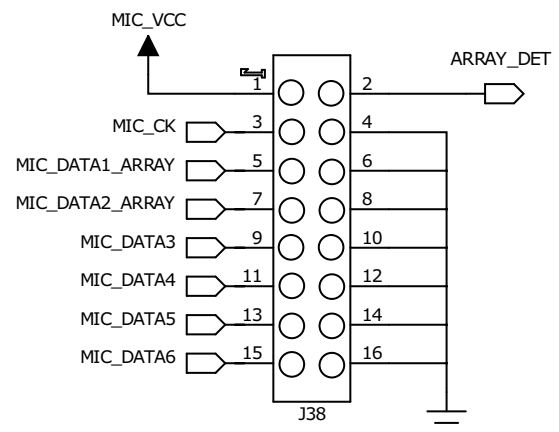 MIC_VCC
ARRAY_DET
1 2
MIC_CK 3 4
MIC_DATA1_ARRAY 5 6
MIC_DATA2_ARRAY 7 8
MIC_DATA3 9 10
MIC_DATA4 11 12
MIC_DATA5 13 14
MIC_DATA6 15 16
J38